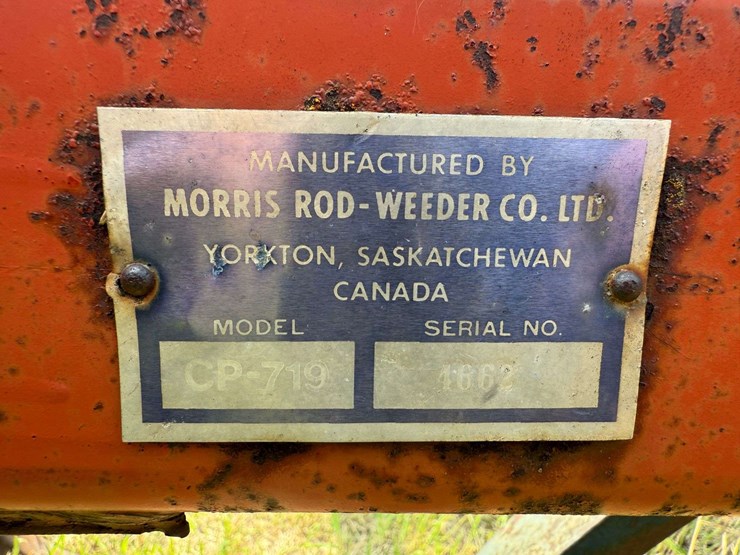 MANUFACTURED BY
MORRIS ROD-WEEDER CO. LTD.
YORKTON, SASKATCHEWAN
CANADA
MODEL SERIAL NO.
CP-719